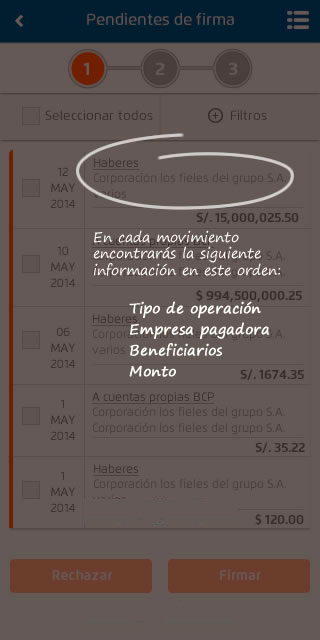 Pendientes de firma
1 2 3
Seleccionar todos
Filtros
12
MAY
2014
Haberes
Corporación los fieles del grupo S.A.
varios
S/. 15,000,025.50
En cada movimiento
encontrarás la siguiente
información en este orden:
Tipo de operación
Empresa pagadora
Beneficiarios
Monto
10
MAY
2014
$ 994,500,000.25
06
MAY
2014
Haberes
varios
S/. 1674.35
1
MAY
2014
A cuentas propias BCP
Corporación los fieles del grupo S.A.
Corporación los fieles del grupo S.A.
S/. 35.22
1
MAY
2014
Haberes
Corporación los fieles del grupo S.A.
$ 120.00
Rechazar
Firmar